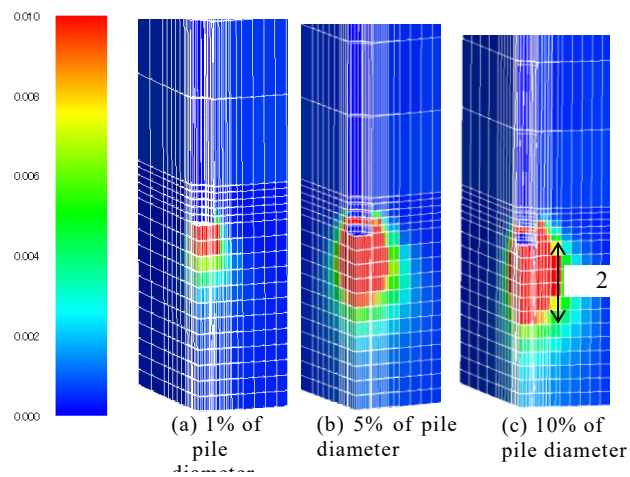 0.010
0.008
0.006
0.004
0.002
0.000
2
(a) 1% of
pile
diameter
(b) 5% of pile
diameter
(c) 10% of
pile diameter